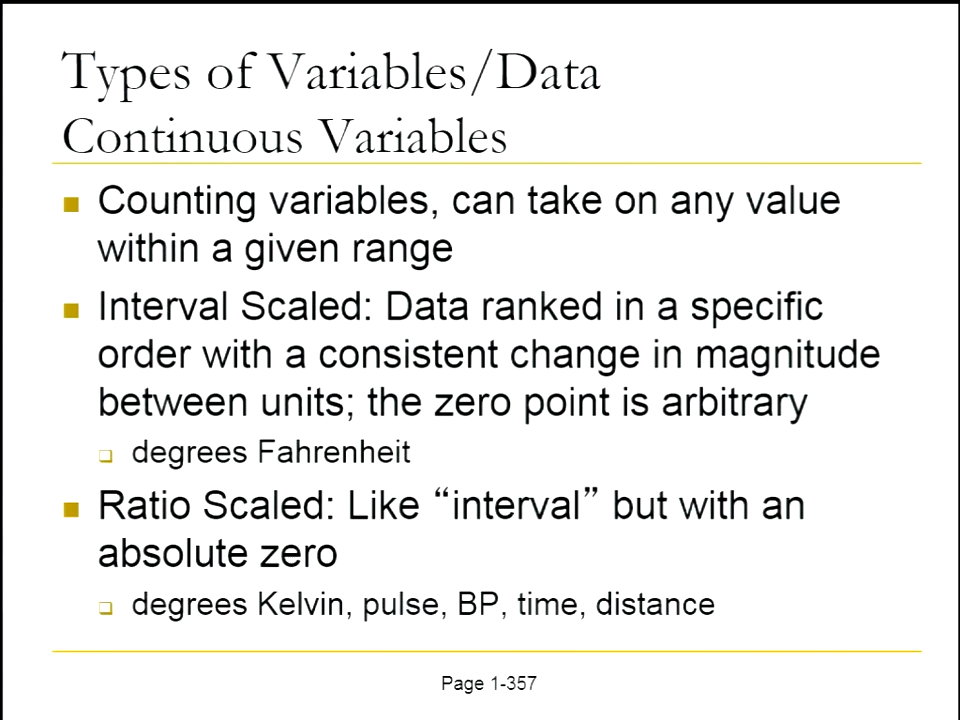 Types of Variables/Data
Continuous Variables
Counting variables, can take on any value
within a given range
Interval Scaled: Data ranked in a specific
order with a consistent change in magnitude
between units; the zero point is arbitrary
degrees Fahrenheit
Ratio Scaled: Like “interval” but with an
absolute zero
degrees Kelvin, pulse, BP, time, distance
Page 1-357